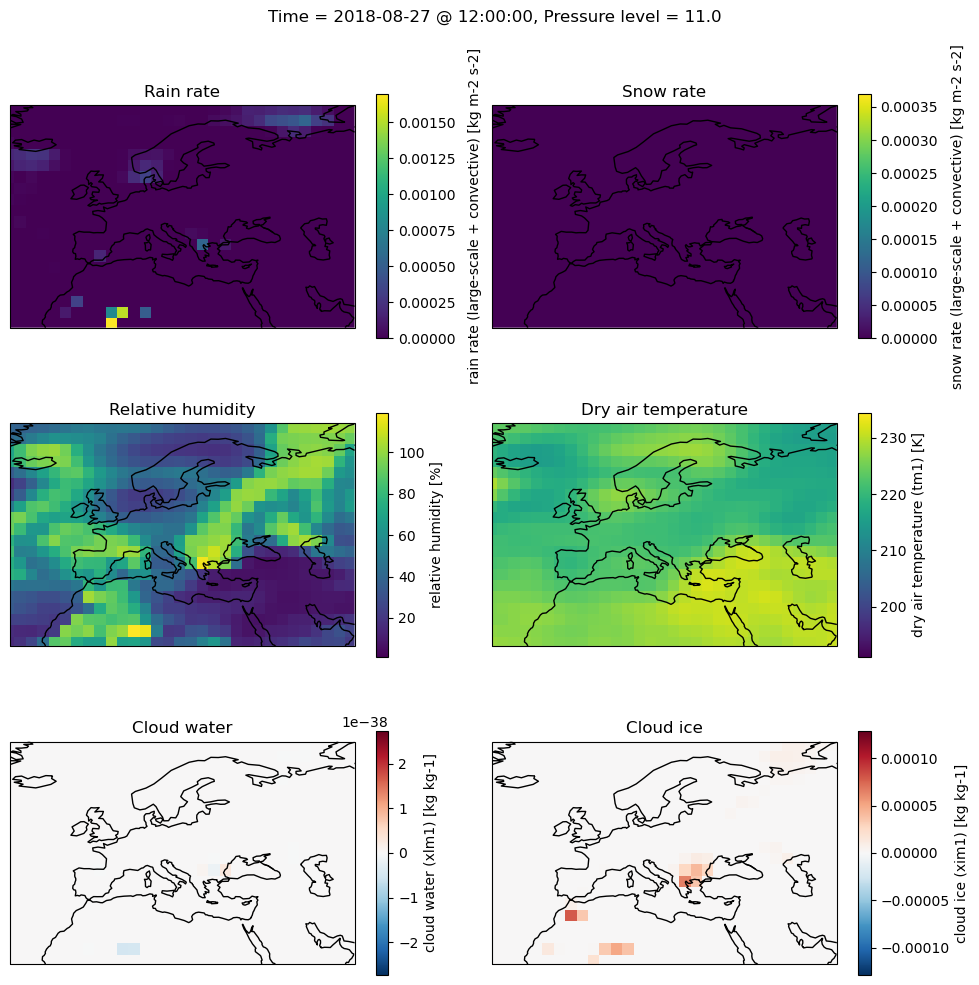 Time = 2018-08-27 @ 12:00:00, Pressure level = 11.0
Rain rate
0.00150
0.00125
0.00100
0.00075
0.00050
0.00025
0.00000
rain rate (large-scale + convective) [kg m-2 s-2]
Snow rate
0.00035
0.00030
0.00025
0.00020
0.00015
0.00010
0.00005
0.00000
snow rate (large-scale + convective) [kg m-2 s-2]
Relative humidity
100
80
60
40
20
relative humidity [%]
Dry air temperature
230
220
210
200
dry air temperature (tm1) [K]
Cloud water
1e−38
2
1
0
−1
−2
cloud water (xlm1) [kg kg-1]
Cloud ice
0.00010
0.00005
0.00000
−0.00005
−0.00010
cloud ice (xim1) [kg kg-1]